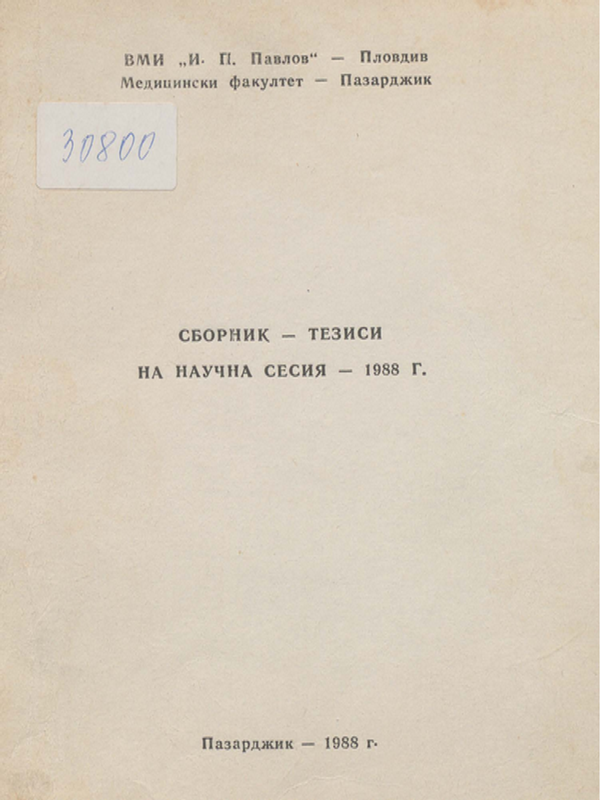 ВМИ „И. П. Павлов“ — Пловдив
Медицински факултет — Пазарджик
30800
СБОРНИК — ТЕЗИСИ
НА НАУЧНА СЕСИЯ — 1988 Г.
Пазарджик — 1988 г.